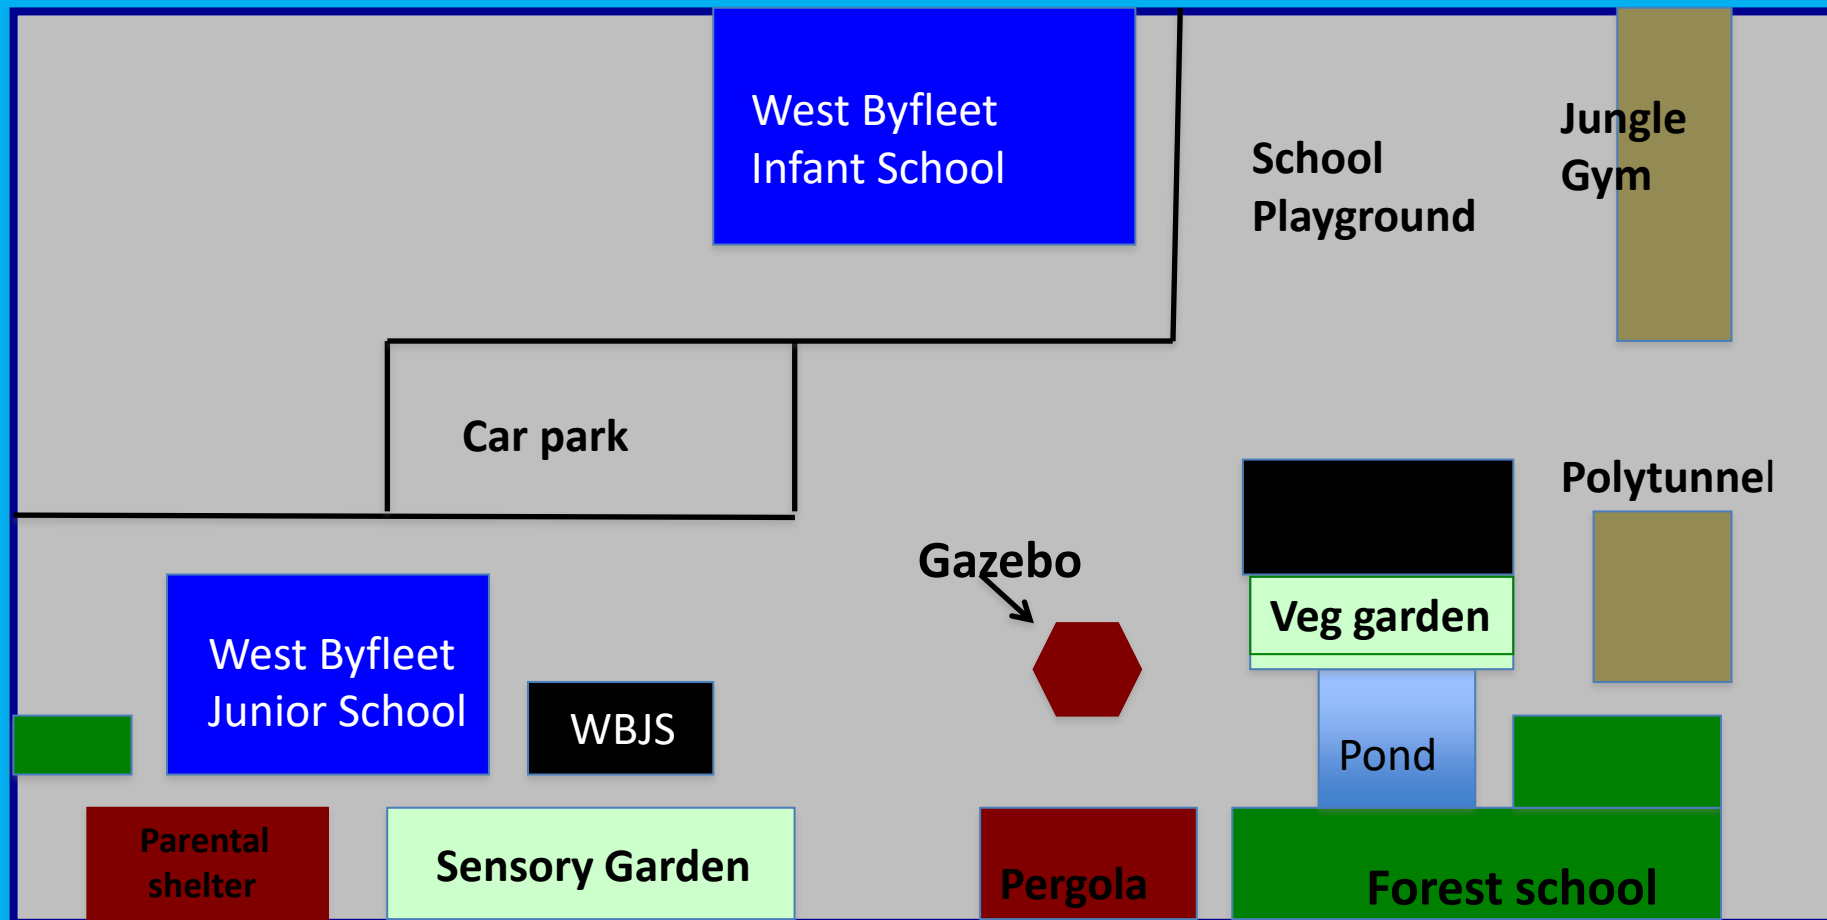 West Byfleet
Infant School
School
Playground
Jungle
Gym
Car park
Polytunnel
Gazebo
Veg garden
West Byfleet
Junior School
WBJS
Pond
Parental
shelter
Sensory Garden
Pergola
Forest school